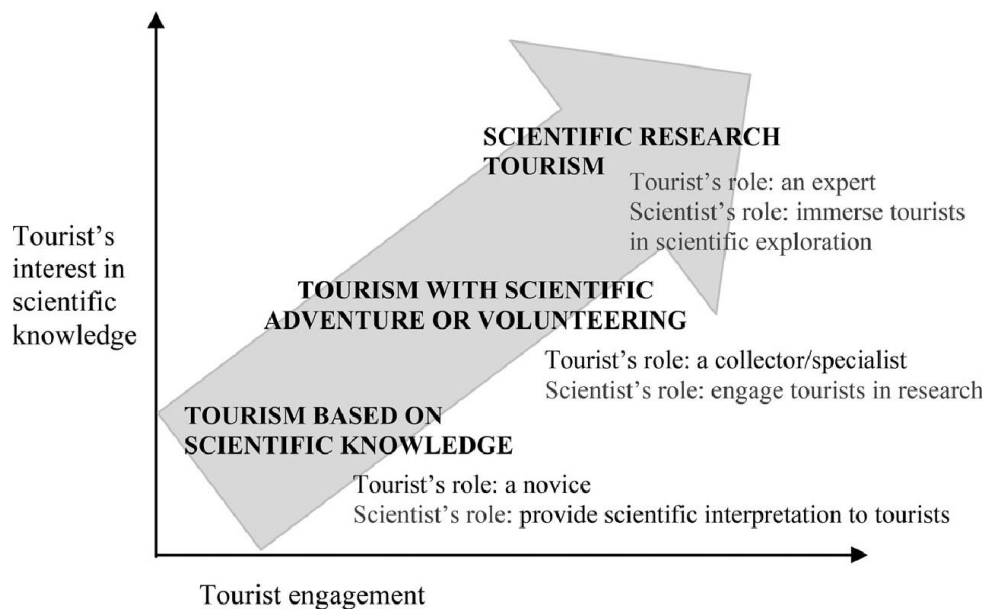 SCIENTIFIC RESEARCH
TOURISM
Tourist’s role: an expert
Scientist’s role: immerse tourists
in scientific exploration
Tourist’s
interest in
scientific
knowledge
TOURISM WITH SCIENTIFIC
ADVENTURE OR VOLUNTEERING
Tourist’s role: a collector/specialist
Scientist’s role: engage tourists in research
TOURISM BASED ON
SCIENTIFIC KNOWLEDGE
Tourist’s role: a novice
Scientist’s role: provide scientific interpretation to tourists
Tourist engagement